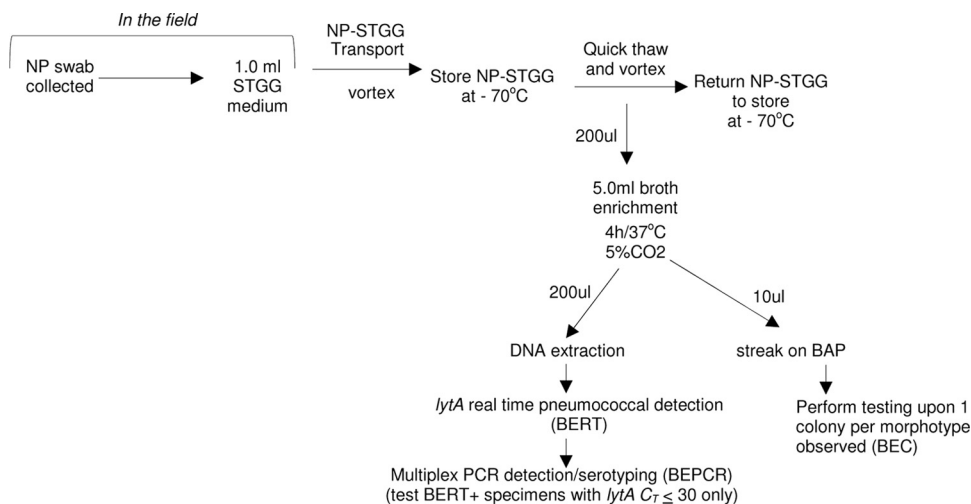 In the field
NP swab
collected
1.0 ml
STGG
medium
NP-STGG
Transport
vortex
Store NP-STGG
at - 70°C
Quick thaw
and vortex
Return NP-STGG
to store
at - 70°C
200ul
5.0ml broth
enrichment
4h/37°C
5%CO2
200ul
10ul
DNA extraction
streak on BAP
lytA real time pneumococcal detection
(BERT)
Perform testing upon 1
colony per morphotype
observed (BEC)
Multiplex PCR detection/serotyping (BEPCR)
(test BERT+ specimens with lytA CT ≤ 30 only)